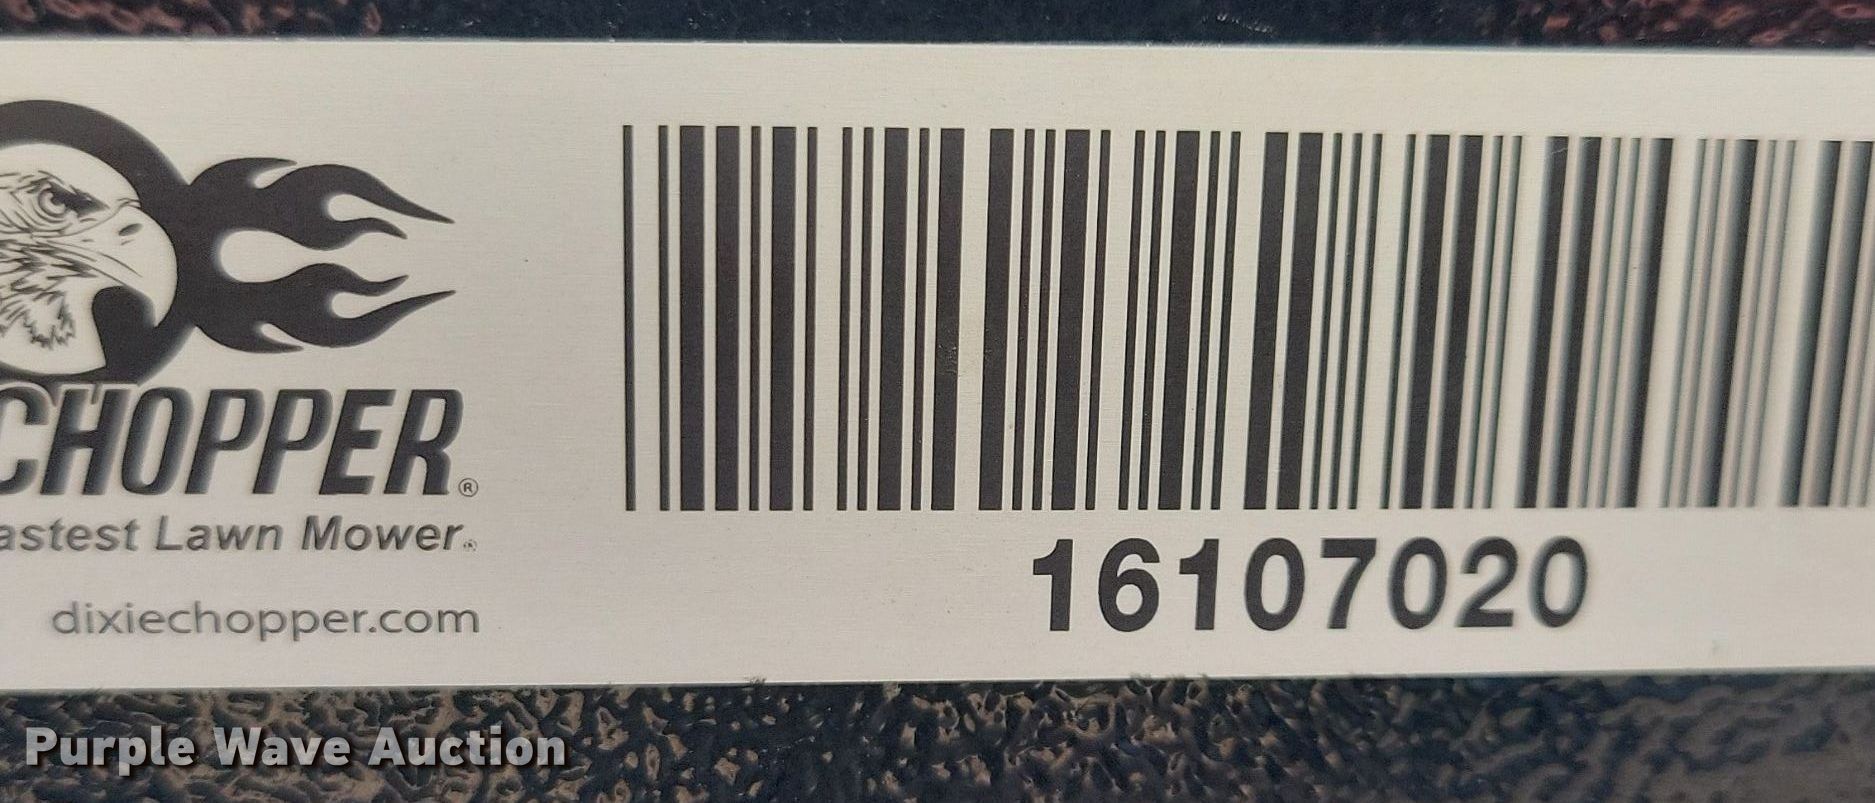 CHOPPER®
astest Lawn Mower®
dixiechopper.com
16107020
Purple Wave Auction